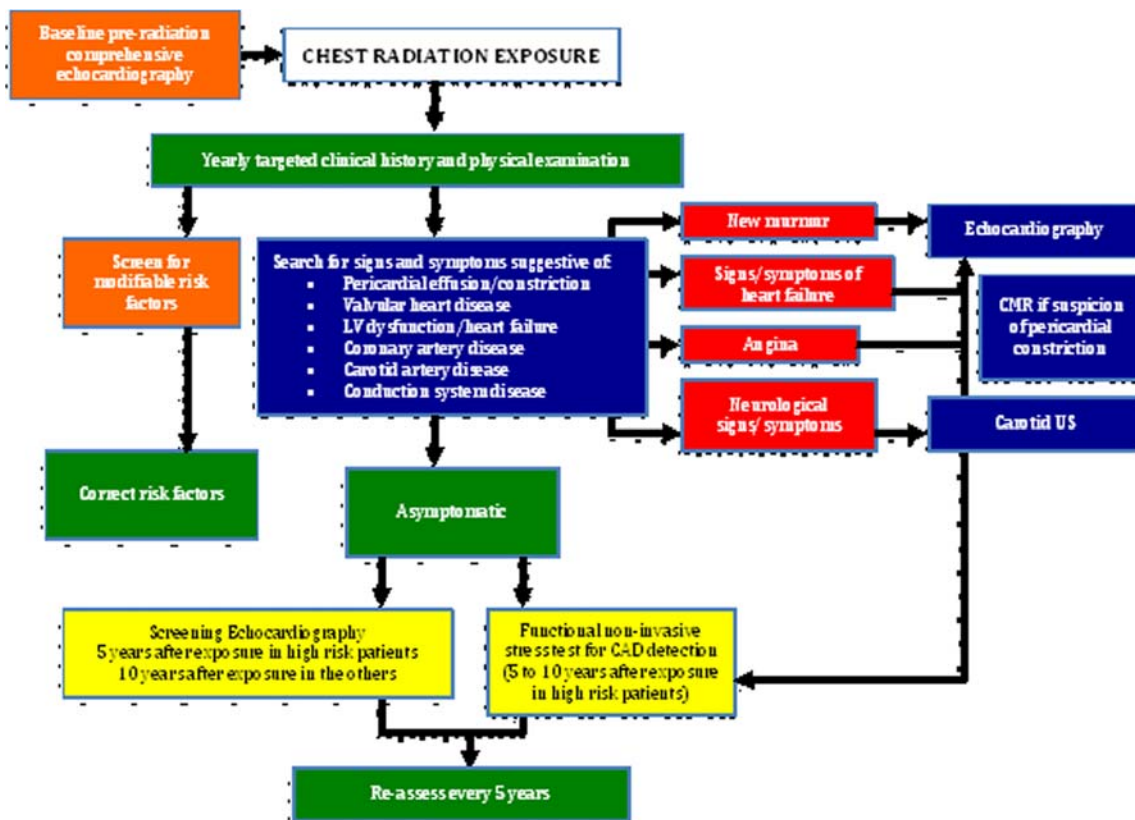 Baseline pre-radiation
comprehensive
echocardiography
CHEST RADIATION EXPOSURE
Yearly targeted clinical history and physical examination
Screen for
modifiable risk
factors
Correct risk factors
Search for signs and symptoms suggestive of:
▪ Pericardial effusion/constriction
▪ Valvular heart disease
▪ LV dysfunction/heart failure
▪ Coronary artery disease
▪ Carotid artery disease
▪ Conduction system disease
New murmur
Signs/symptoms of
heart failure
Angina
Neurological
signs/ symptoms
Echocardiography
CMR if suspicion
of pericardial
constriction
Carotid US
Asymptomatic
Screening Echocardiography
5 years after exposure in high risk patients
10 years after exposure in the others
Functional non-invasive
stress test for CAD detection
(5 to 10 years after exposure
in high risk patients)
Re-assess every 5 years